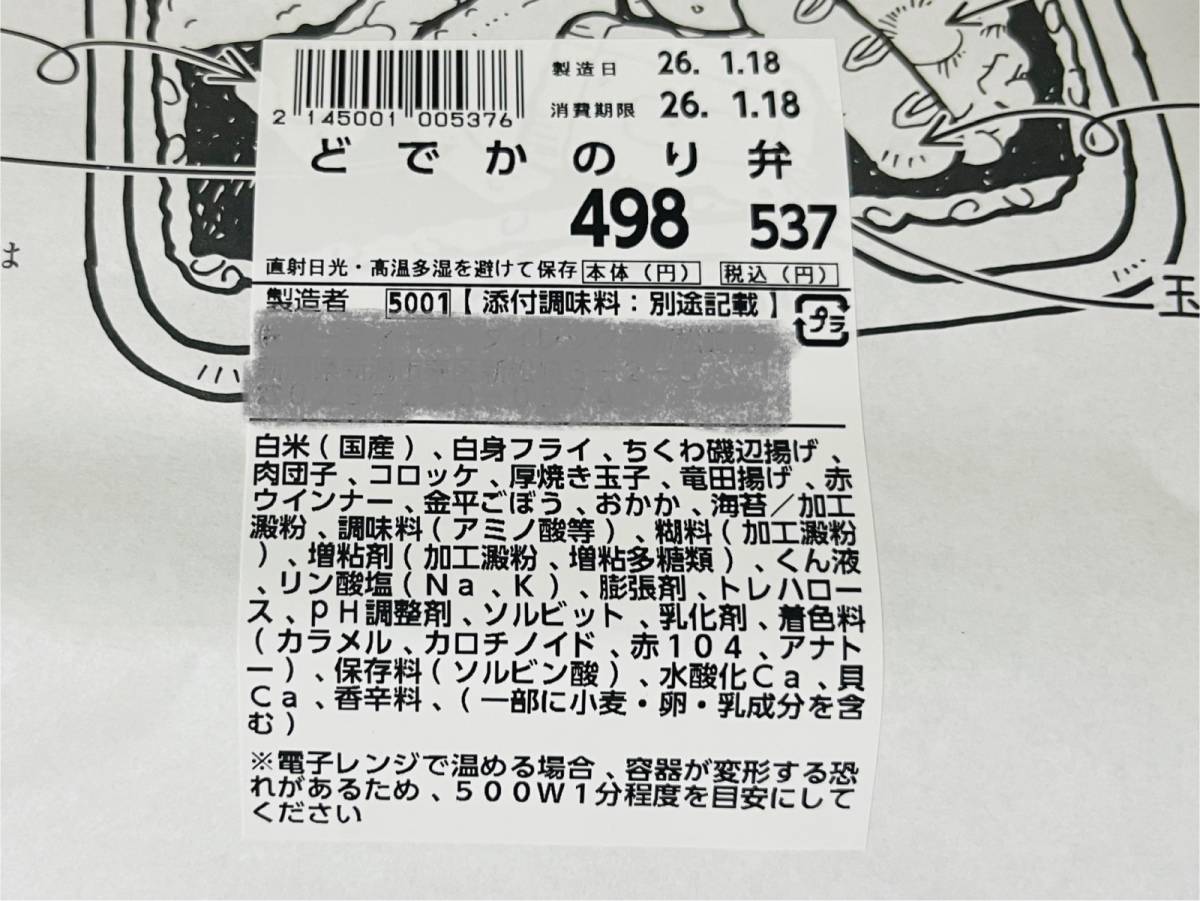 製造日 26. 1.18
消費期限 26. 1.18
2 145001 005376
どでかのり弁
498 537
直射日光・高温多湿を避けて保存 本体(円) 税込(円)
製造者 5001【 添付調味料:別途記載 】 プラ
白米(国産)、白身フライ、ちくわ磯辺揚げ、
肉団子、コロッケ、厚焼き玉子、竜田揚げ、赤
ウインナー、金平ごぼう、おかか、海苔/加工
澱粉、調味料(アミノ酸等)、糊料(加工澱粉
)、増粘剤(加工澱粉、増粘多糖類)、くん液
、リン酸塩(Na、K)、膨張剤、トレハロー
ス、pH調整剤、ソルビット、乳化剤、着色料
(カラメル、カロチノイド、赤104、アナト
ー)、保存料(ソルビン酸)、水酸化Ca、貝
Ca、香辛料、(一部に小麦・卵・乳成分を含
む)
※電子レンジで温める場合、容器が変形する恐
れがあるため、500W1分程度を目安にして
ください
は
玉